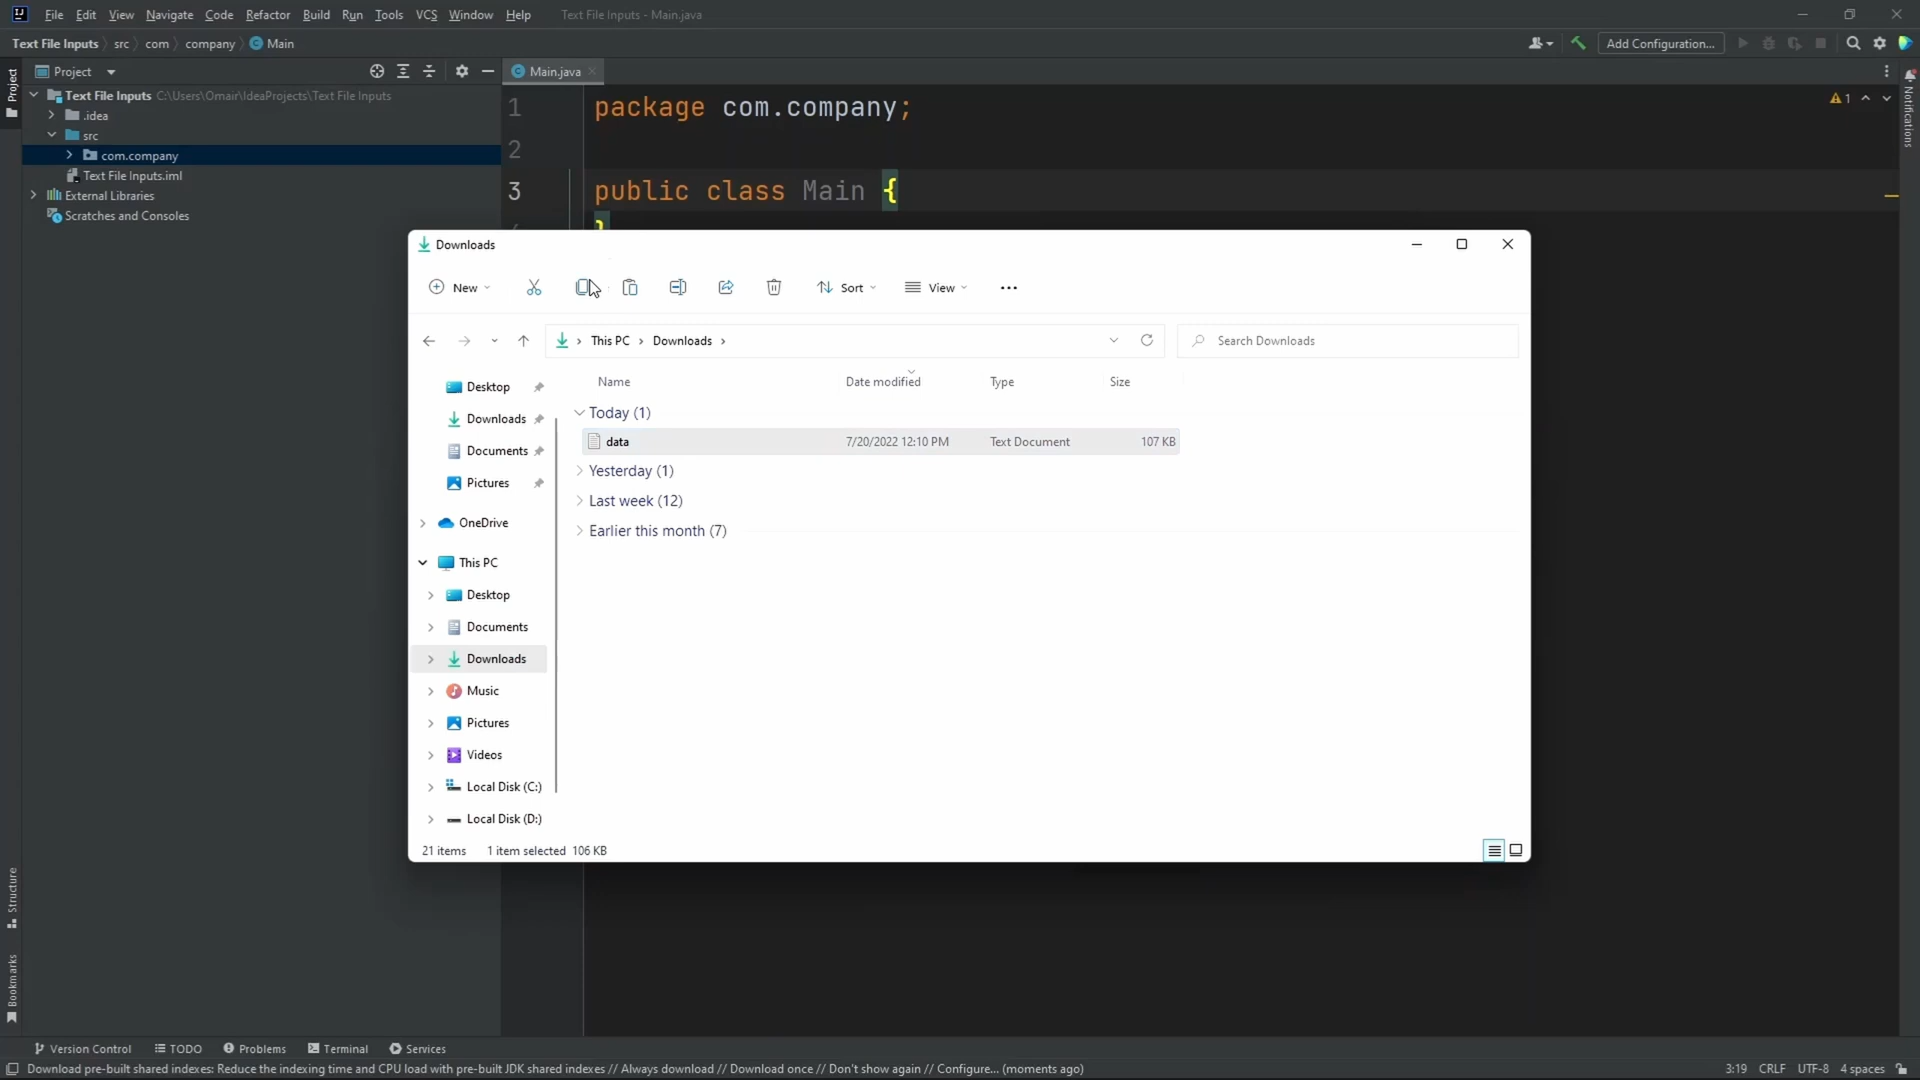 File Edit View Navigate Code Refactor Build Run Tools VCS Window Help Text File Inputs - Main.java
Text File Inputs src com company Main Add Configuration...
Project
Project
Text File Inputs C:\Users\Omair\IdeaProjects\Text File Inputs
.idea
src
com.company
Text File Inputs.iml
External Libraries
Scratches and Consoles
Main.java
1 package com.company;
2
3 public class Main {
}
1
Notifications
Downloads
New Sort View
This PC Downloads Search Downloads
Name Date modified Type Size
Today (1)
data 7/20/2022 12:10 PM Text Document 107 KB
Yesterday (1)
Last week (12)
Earlier this month (7)
Desktop
Downloads
Documents
Pictures
OneDrive
This PC
Desktop
Documents
Downloads
Music
Pictures
Videos
Local Disk (C:)
Local Disk (D:)
21 items 1 item selected 106 KB
Structure
Bookmarks
Version Control TODO Problems Terminal Services
Download pre-built shared indexes: Reduce the indexing time and CPU load with pre-built JDK shared indexes // Always download // Download once // Don't show again // Configure... (moments ago) 3:19 CRLF UTF-8 4 spaces